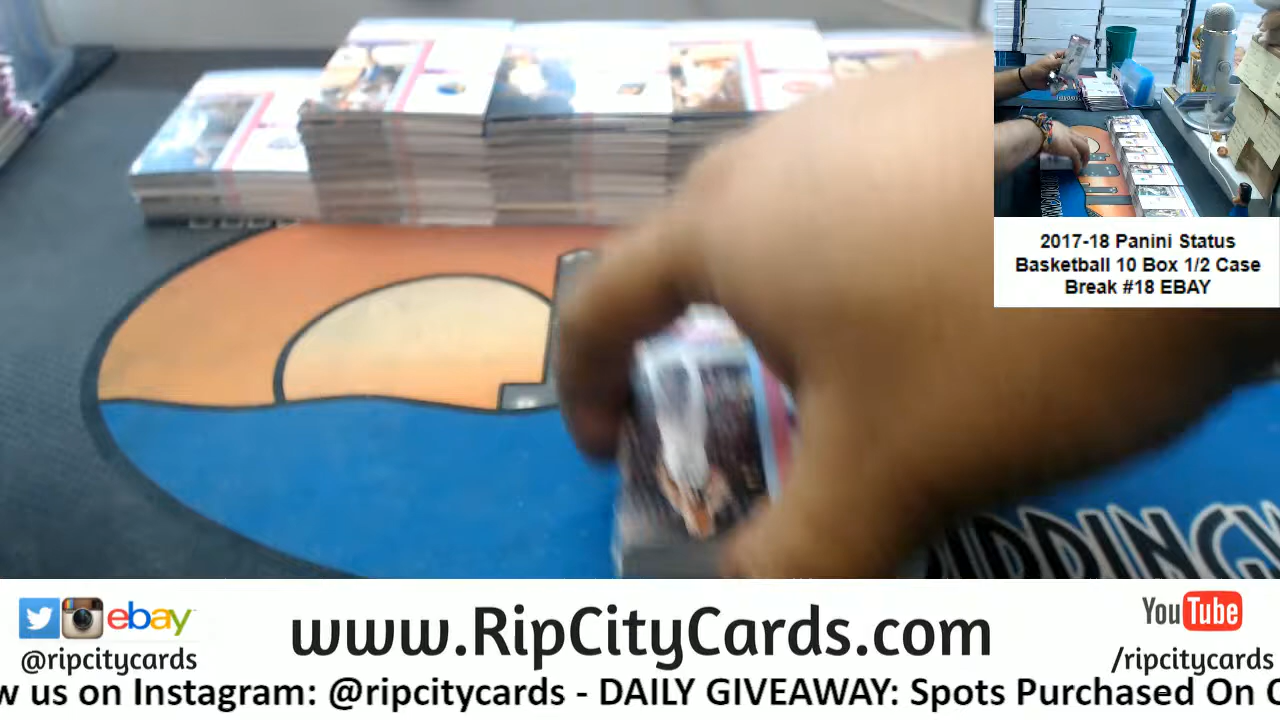 2017-18 Panini Status
Basketball 10 Box 1/2 Case
Break #18 EBAY
ebay
@ripcitycards
www.RipCityCards.com
YouTube
/ripcitycards
w us on Instagram: @ripcitycards - DAILY GIVEAWAY: Spots Purchased On